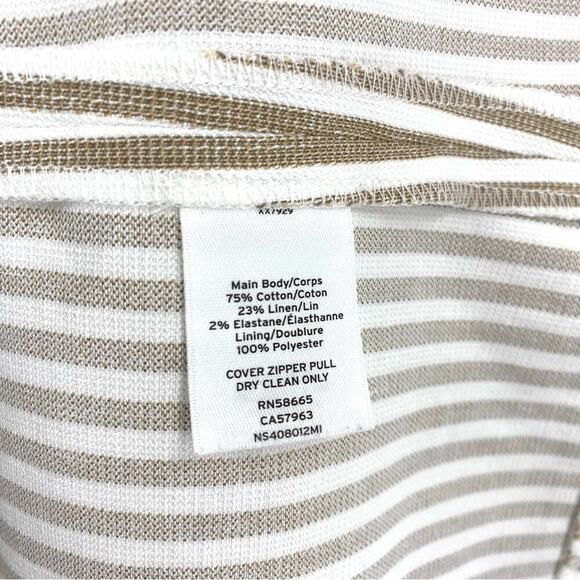 XX7929
Main Body/Corps
75% Cotton/Coton
23% Linen/Lin
2% Elastane/Élasthanne
Lining/Doublure
100% Polyester
COVER ZIPPER PULL
DRY CLEAN ONLY
RN58665
CA57963
NS408012MI